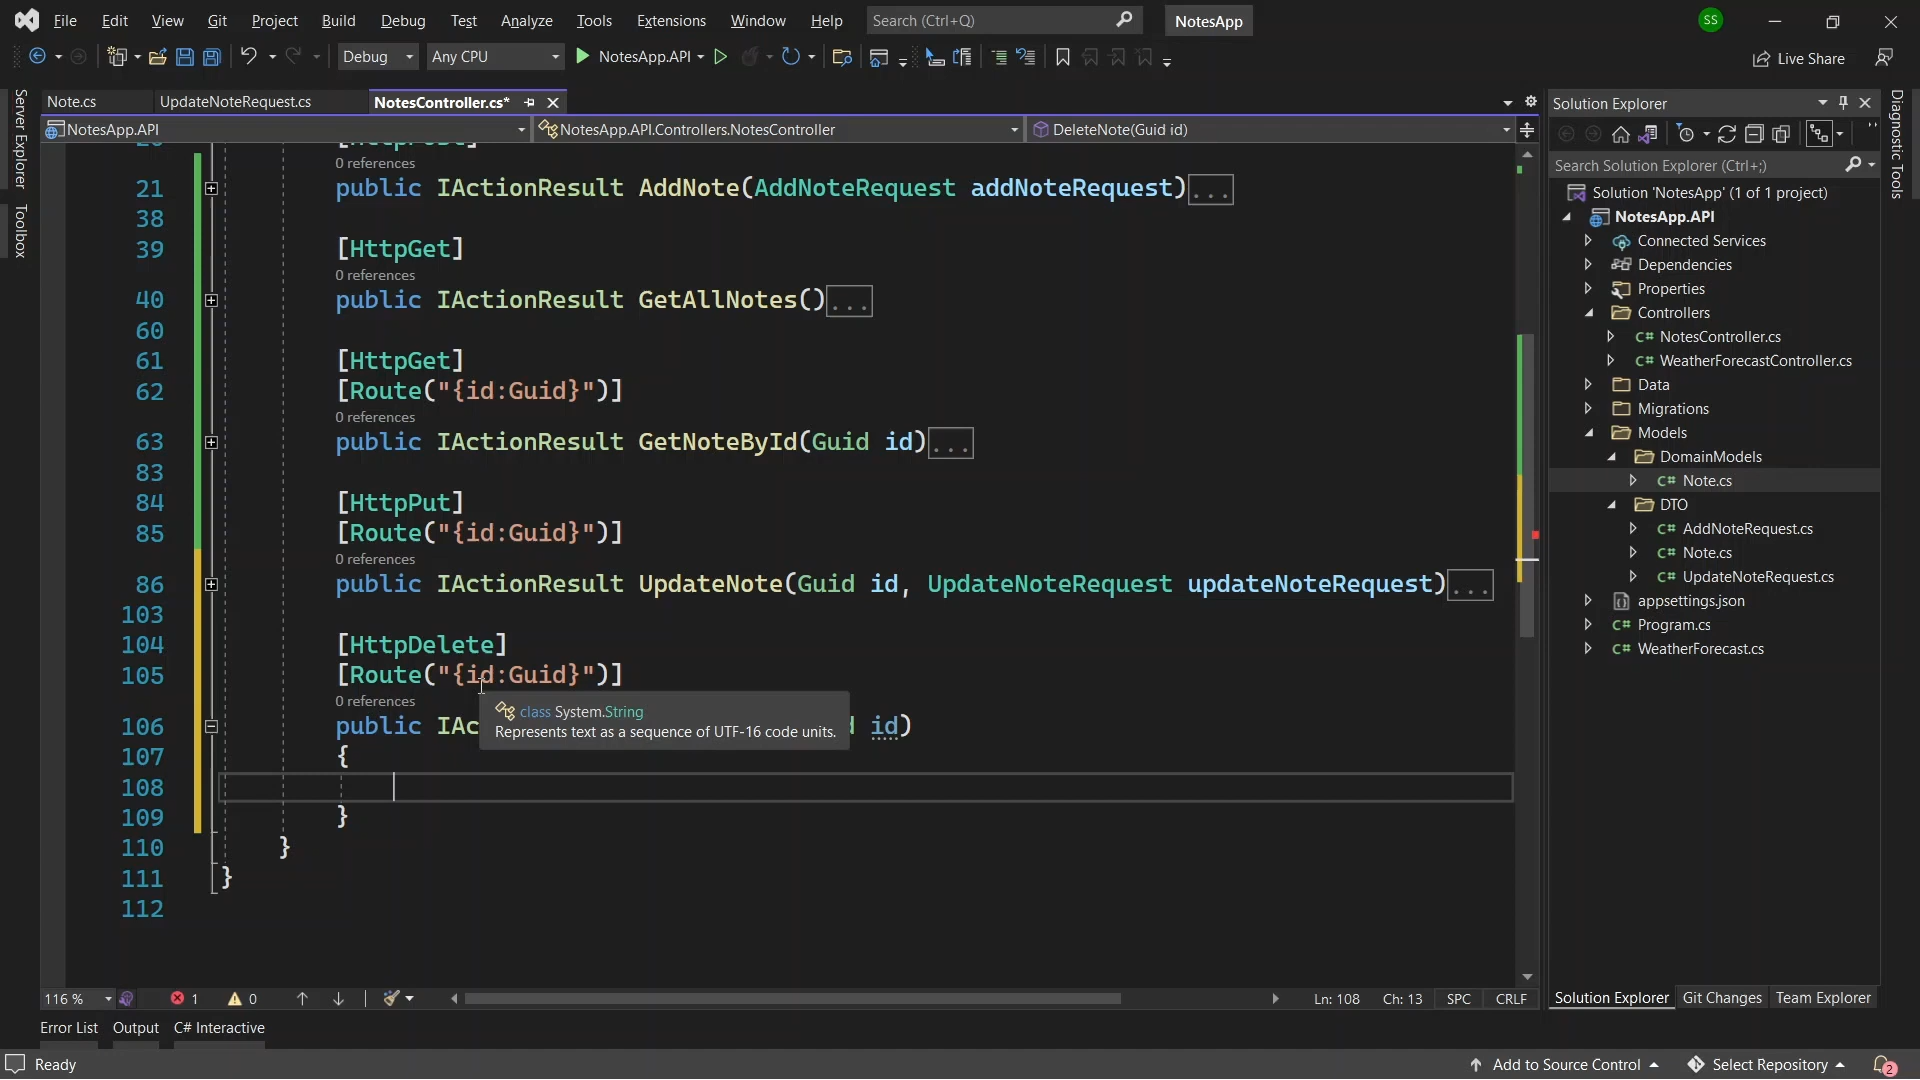 File Edit View Git Project Build Debug Test Analyze Tools Extensions Window Help Search (Ctrl+Q) NotesApp SS
Debug Any CPU NotesApp.API Live Share
Server Explorer
Toolbox
Note.cs UpdateNoteRequest.cs NotesController.cs*
NotesApp.API NotesApp.API.Controllers.NotesController DeleteNote(Guid id)
0 references
21 public IActionResult AddNote(AddNoteRequest addNoteRequest)...
38
39 [HttpGet]
0 references
40 public IActionResult GetAllNotes()...
60
61 [HttpGet]
62 [Route("{id:Guid}")]
0 references
63 public IActionResult GetNoteById(Guid id)...
83
84 [HttpPut]
85 [Route("{id:Guid}")]
0 references
86 public IActionResult UpdateNote(Guid id, UpdateNoteRequest updateNoteRequest)...
103
104 [HttpDelete]
105 [Route("{id:Guid}")]
0 references
106 public IAc id)
class System.String
Represents text as a sequence of UTF-16 code units.
107 {
108
109 }
110 }
111 }
112
116 % 1 0 Ln: 108 Ch: 13 SPC CRLF
Error List Output C# Interactive
Ready Add to Source Control Select Repository 2
Solution Explorer
Search Solution Explorer (Ctrl+;)
Solution 'NotesApp' (1 of 1 project)
NotesApp.API
Connected Services
Dependencies
Properties
Controllers
C# NotesController.cs
C# WeatherForecastController.cs
Data
Migrations
Models
DomainModels
C# Note.cs
DTO
C# AddNoteRequest.cs
C# Note.cs
C# UpdateNoteRequest.cs
appsettings.json
C# Program.cs
C# WeatherForecast.cs
Solution Explorer Git Changes Team Explorer
Diagnostic Tools